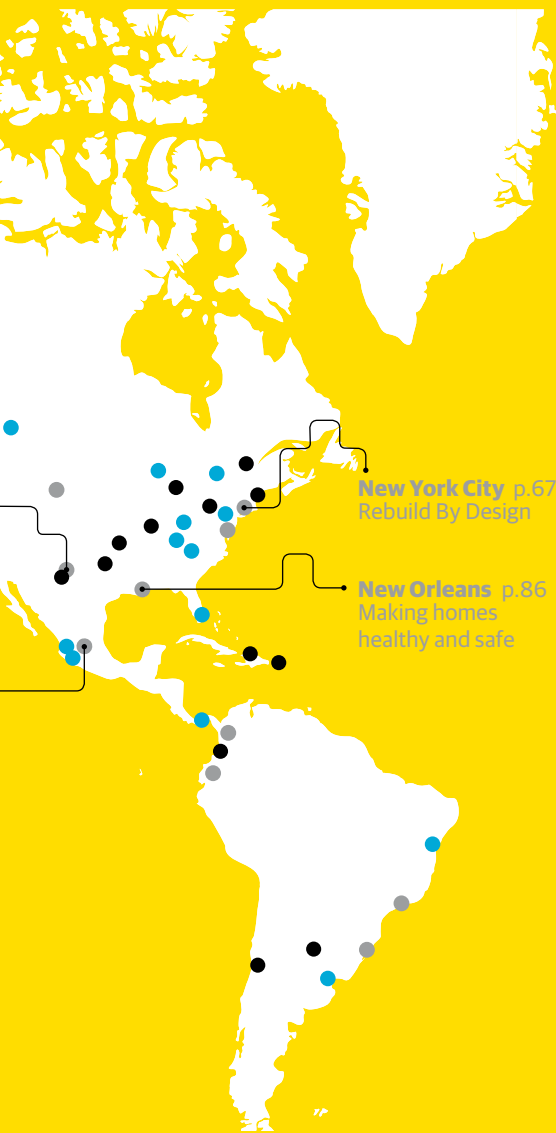 New York City p.67
Rebuild By Design
New Orleans p.86
Making homes
healthy and safe